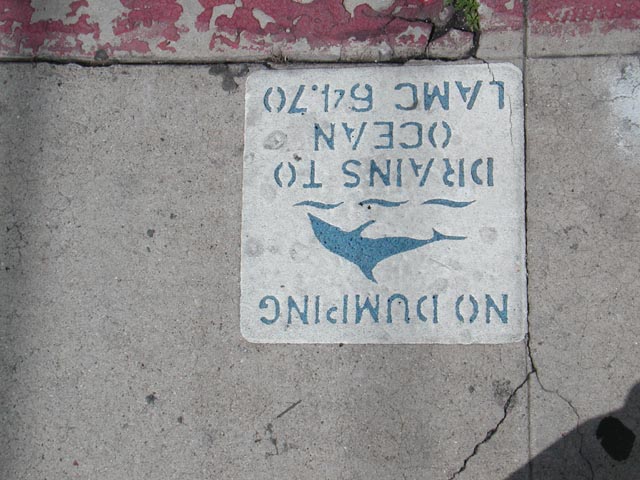 NO DUMPING
DRAINS TO
OCEAN
LAMC 64.70